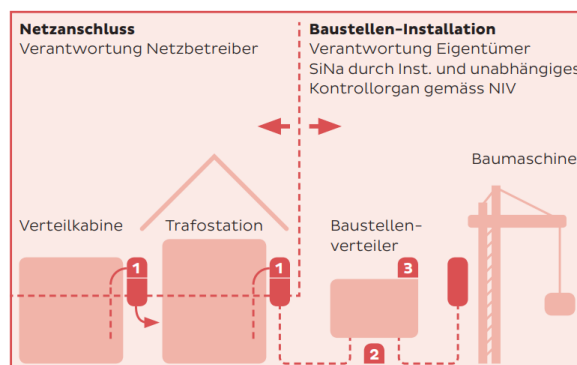 Netzanschluss
Verantwortung Netzbetreiber
Baustellen-Installation
Verantwortung Eigentümer
SiNa durch Inst. und unabhängiges
Kontrollorgan gemäss NIV
Baumaschine
Verteilkabine
Trafostation
Baustellen-
verteiler
1
1
3
2